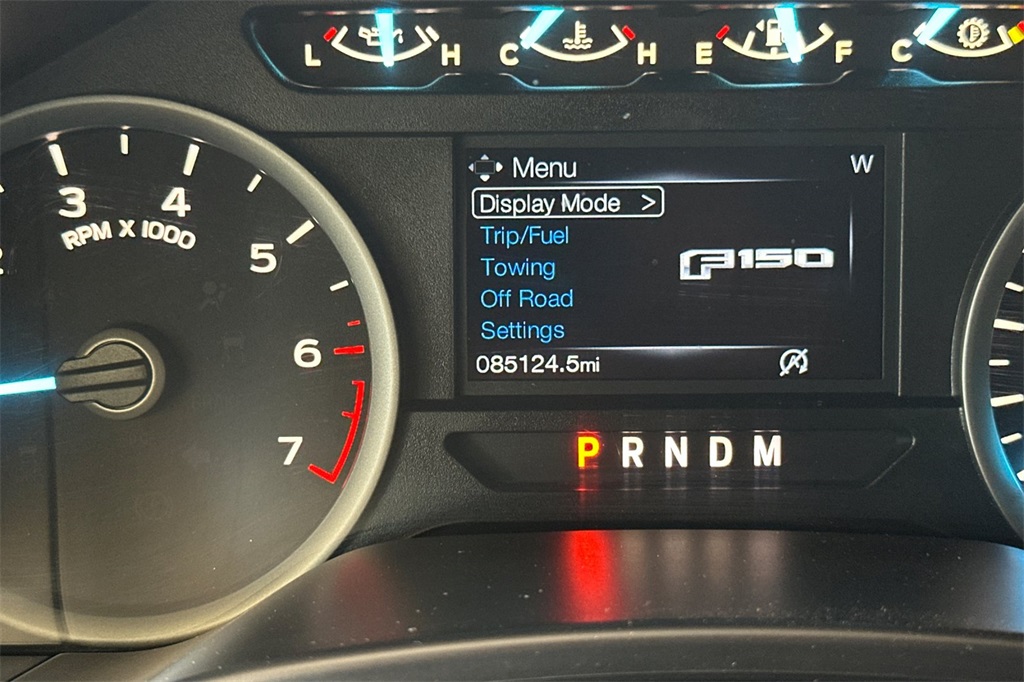 L H C H E F C
Menu W
Display Mode >
Trip/Fuel
Towing
Off Road
Settings
F150
085124.5mi
3 4 5 6 7
RPM X 1000
P R N D M